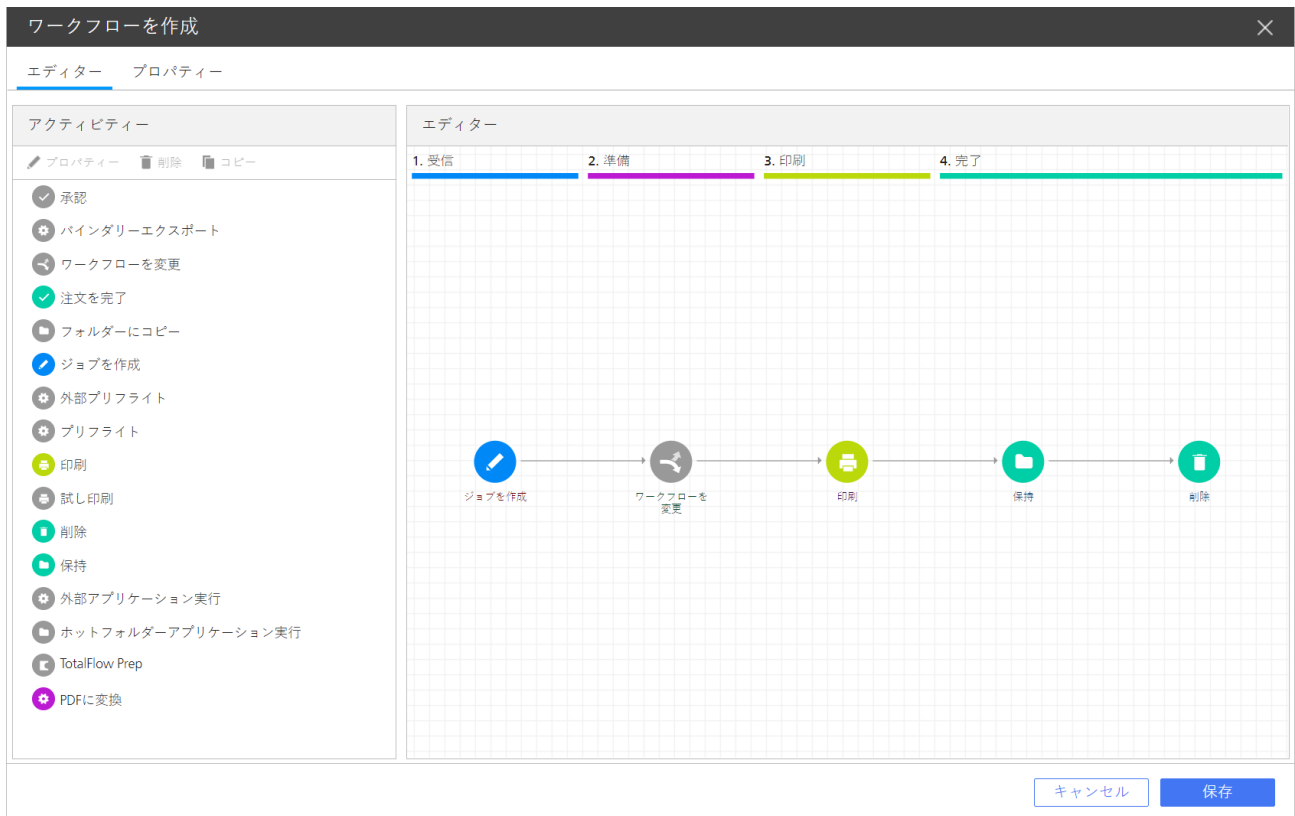 ワークフローを作成
エディター プロパティー
アクティビティー
プロパティー 削除 コピー
承認
バインダリーエクスポート
ワークフローを変更
注文を完了
フォルダーにコピー
ジョブを作成
外部プリフライト
プリフライト
印刷
試し印刷
削除
保持
外部アプリケーション実行
ホットフォルダーアプリケーション実行
TotalFlow Prep
PDFに変換
エディター
1. 受信 2. 準備 3. 印刷 4. 完了
ジョブを作成
ワークフローを
変更
印刷
保持
削除
キャンセル 保存